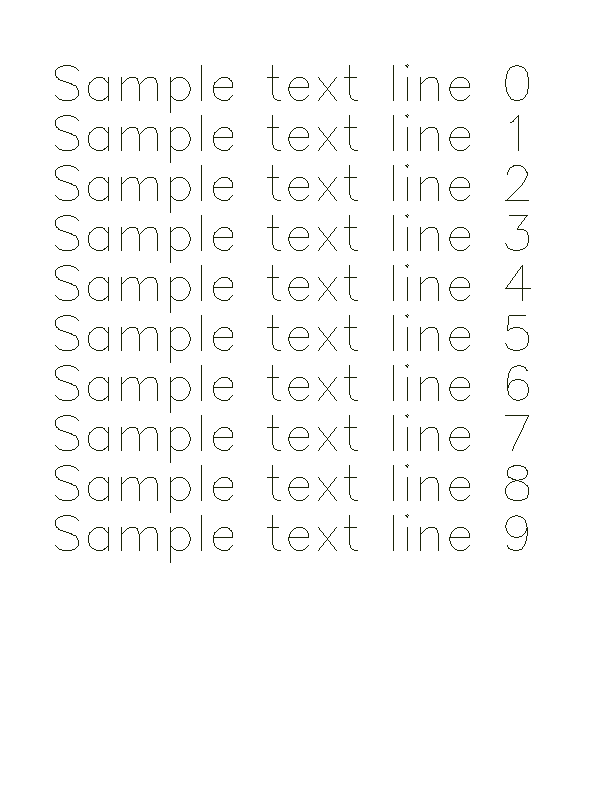 Sample text line 0
Sample text line 1
Sample text line 2
Sample text line 3
Sample text line 4
Sample text line 5
Sample text line 6
Sample text line 7
Sample text line 8
Sample text line 9